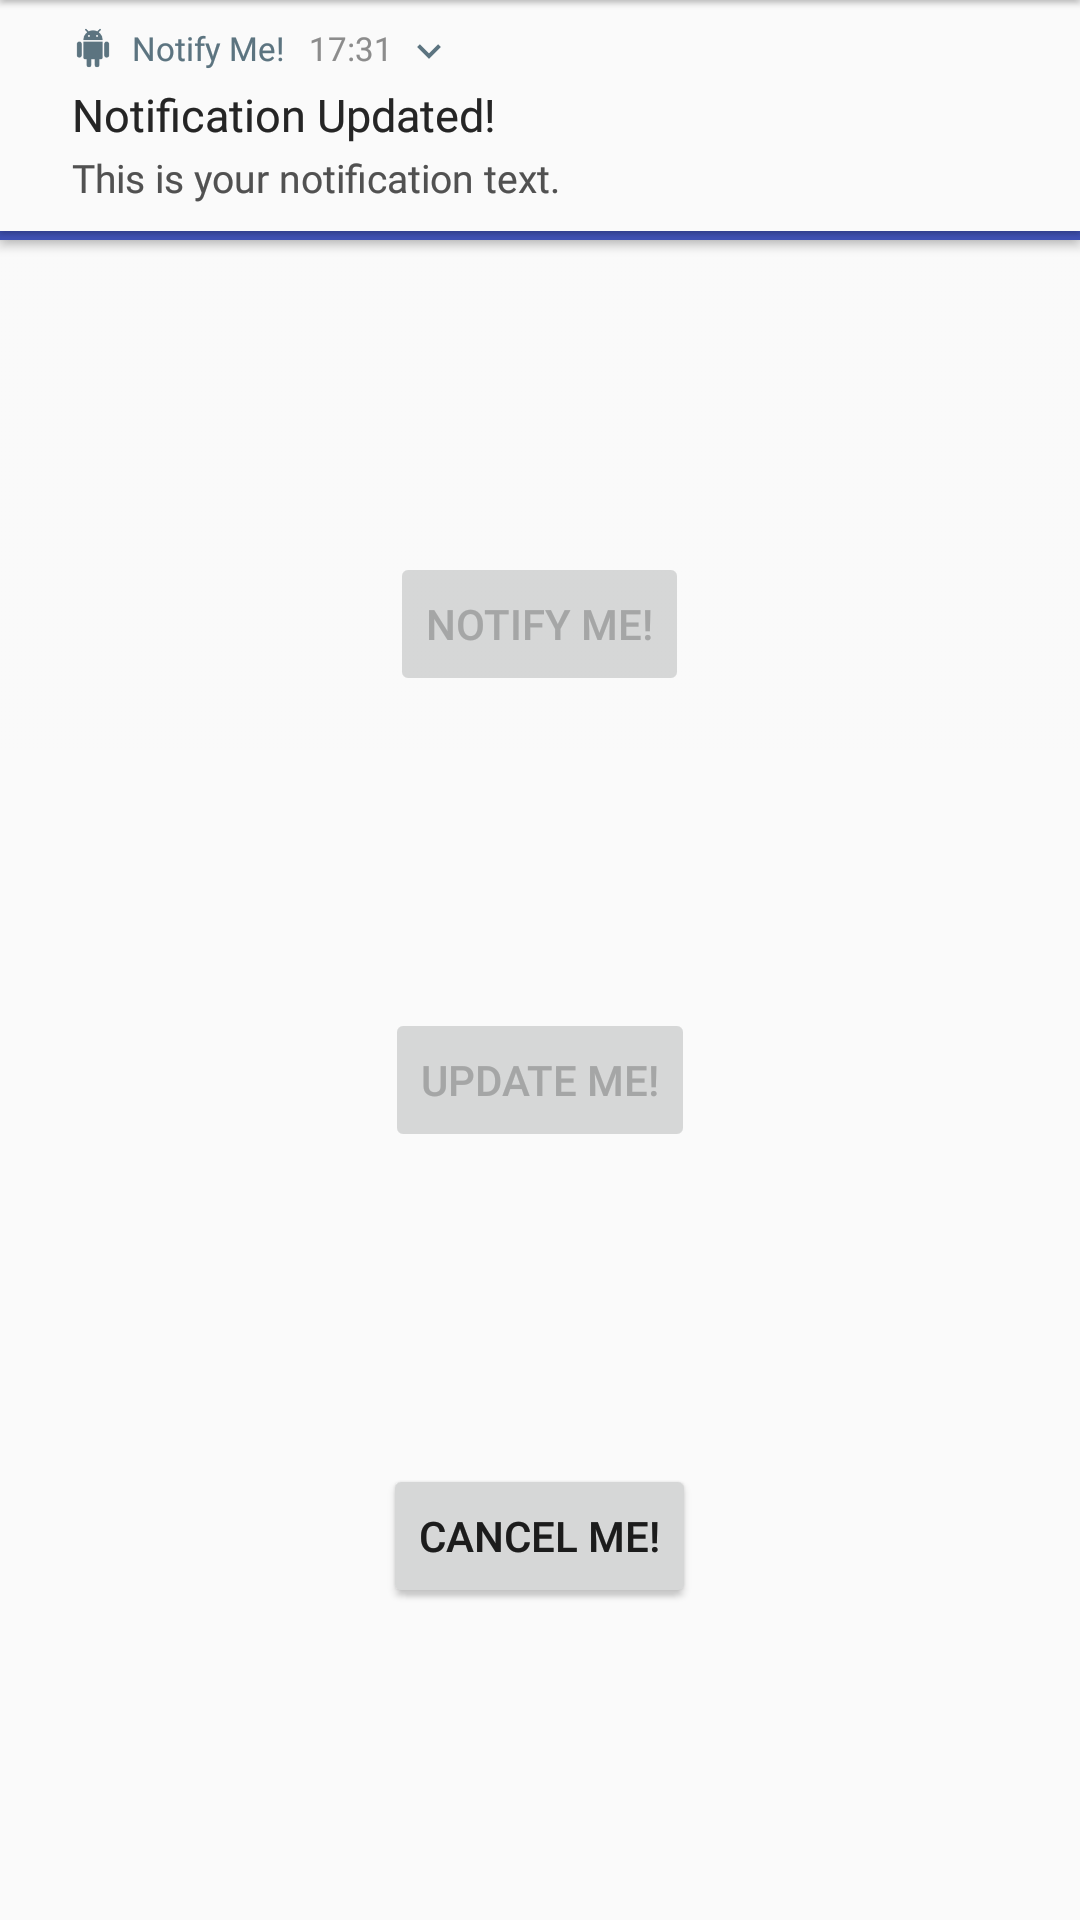 Notify Me! 17:31
Notification Updated!
This is your notification text.
NOTIFY ME!
UPDATE ME!
CANCEL ME!